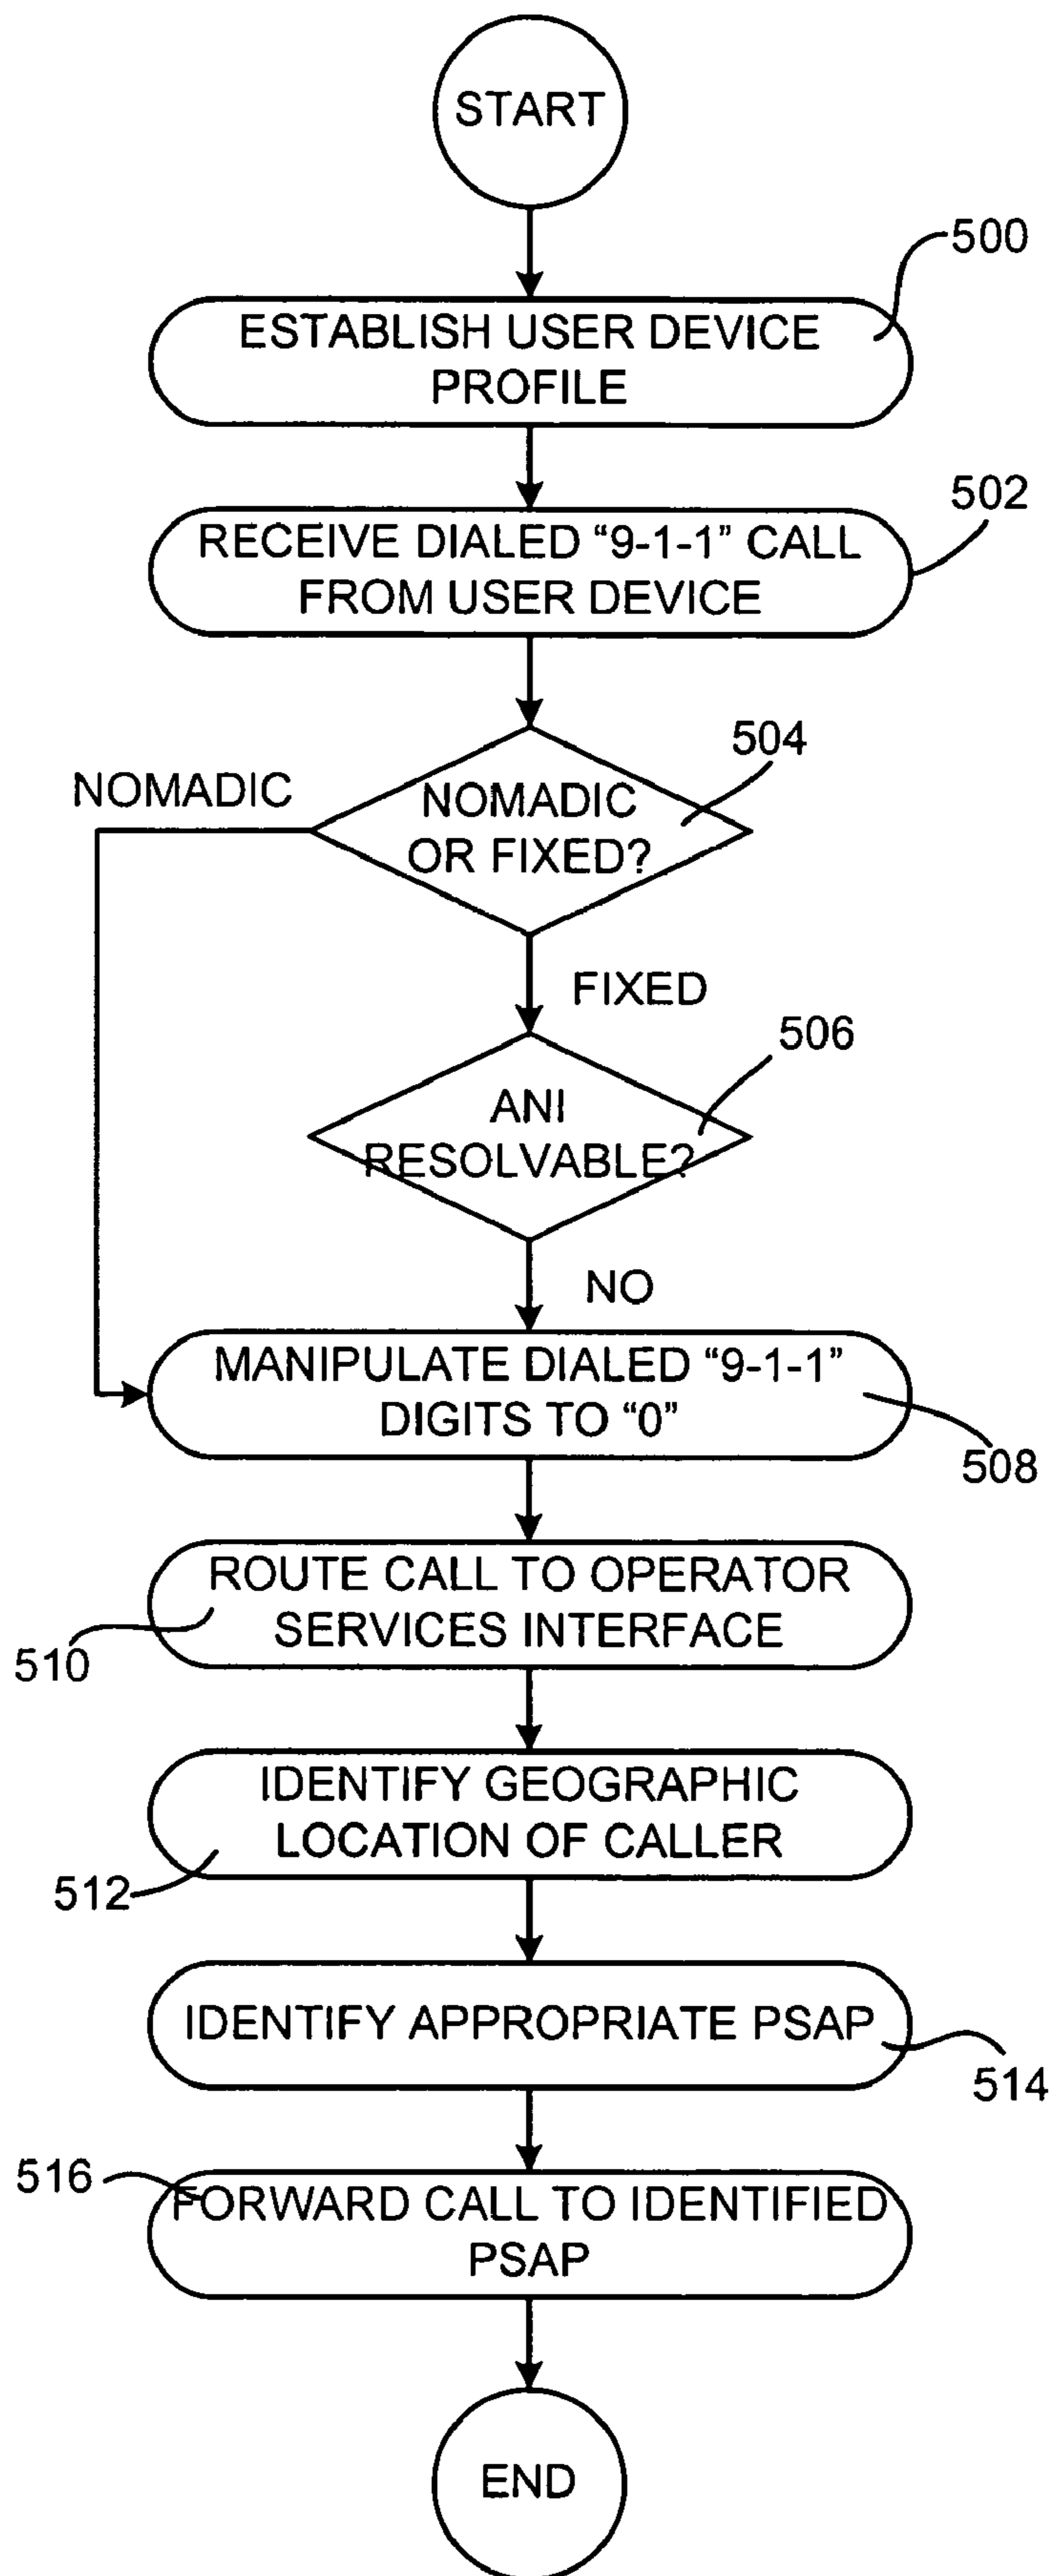 START
500
ESTABLISH USER DEVICE
PROFILE
502
RECEIVE DIALED “9-1-1” CALL
FROM USER DEVICE
504
NOMADIC
NOMADIC
OR FIXED?
FIXED
506
ANI
RESOLVABLE?
NO
MANIPULATE DIALED “9-1-1”
DIGITS TO “0”
508
ROUTE CALL TO OPERATOR
SERVICES INTERFACE
510
IDENTIFY GEOGRAPHIC
LOCATION OF CALLER
512
IDENTIFY APPROPRIATE PSAP
514
516
FORWARD CALL TO IDENTIFIED
PSAP
END